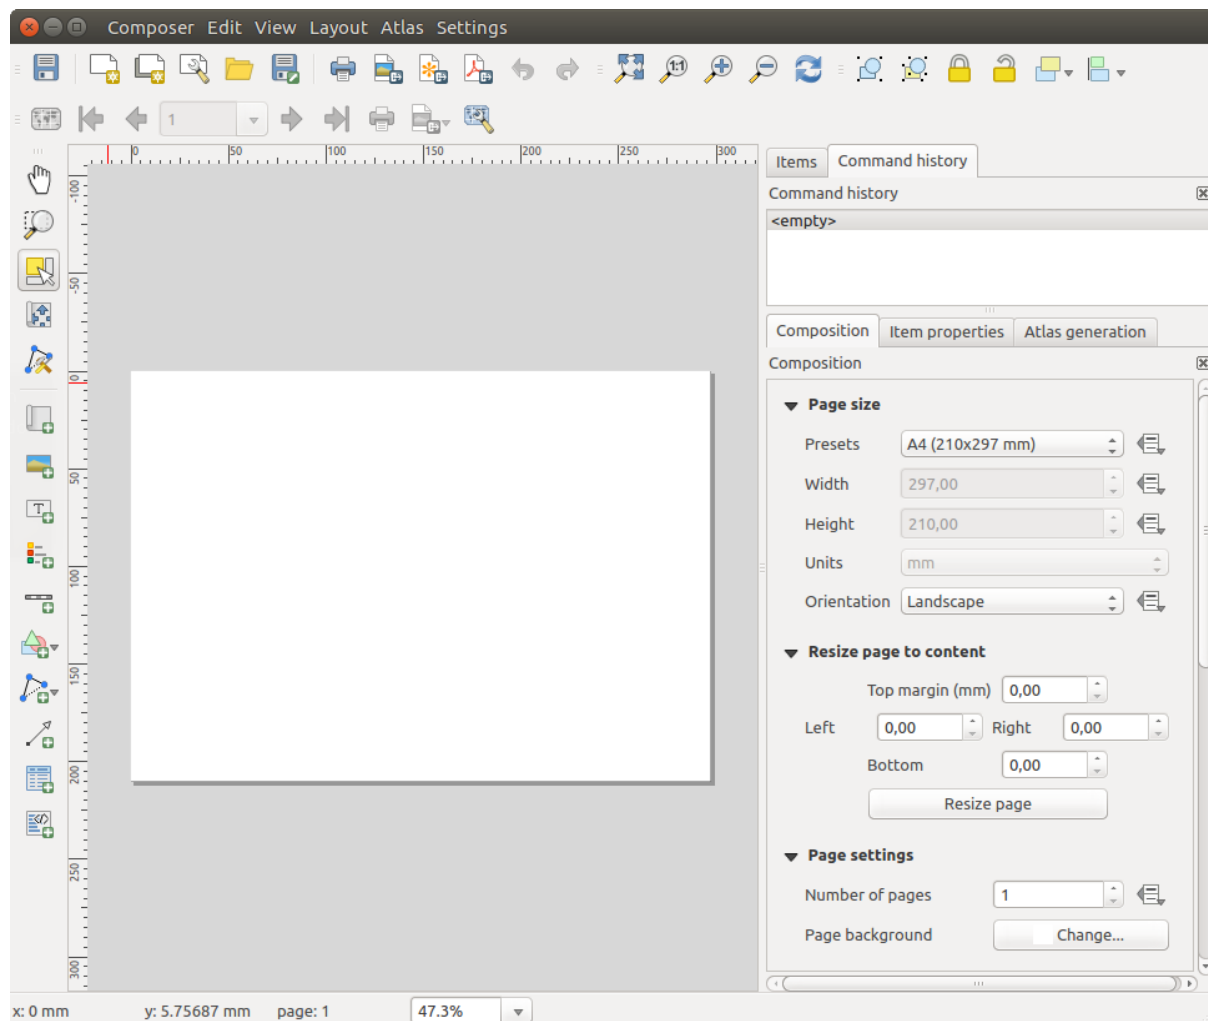 Composer Edit View Layout Atlas Settings
1:1
1
0 50 100 150 200 250 300
-100
-50
0
50
100
150
200
250
300
Items Command history
Command history
<empty>
Composition Item properties Atlas generation
Composition
Page size
Presets A4 (210x297 mm)
Width 297,00
Height 210,00
Units mm
Orientation Landscape
Resize page to content
Top margin (mm) 0,00
Left 0,00 Right 0,00
Bottom 0,00
Resize page
Page settings
Number of pages 1
Page background Change...
x: 0 mm y: 5.75687 mm page: 1 47.3%